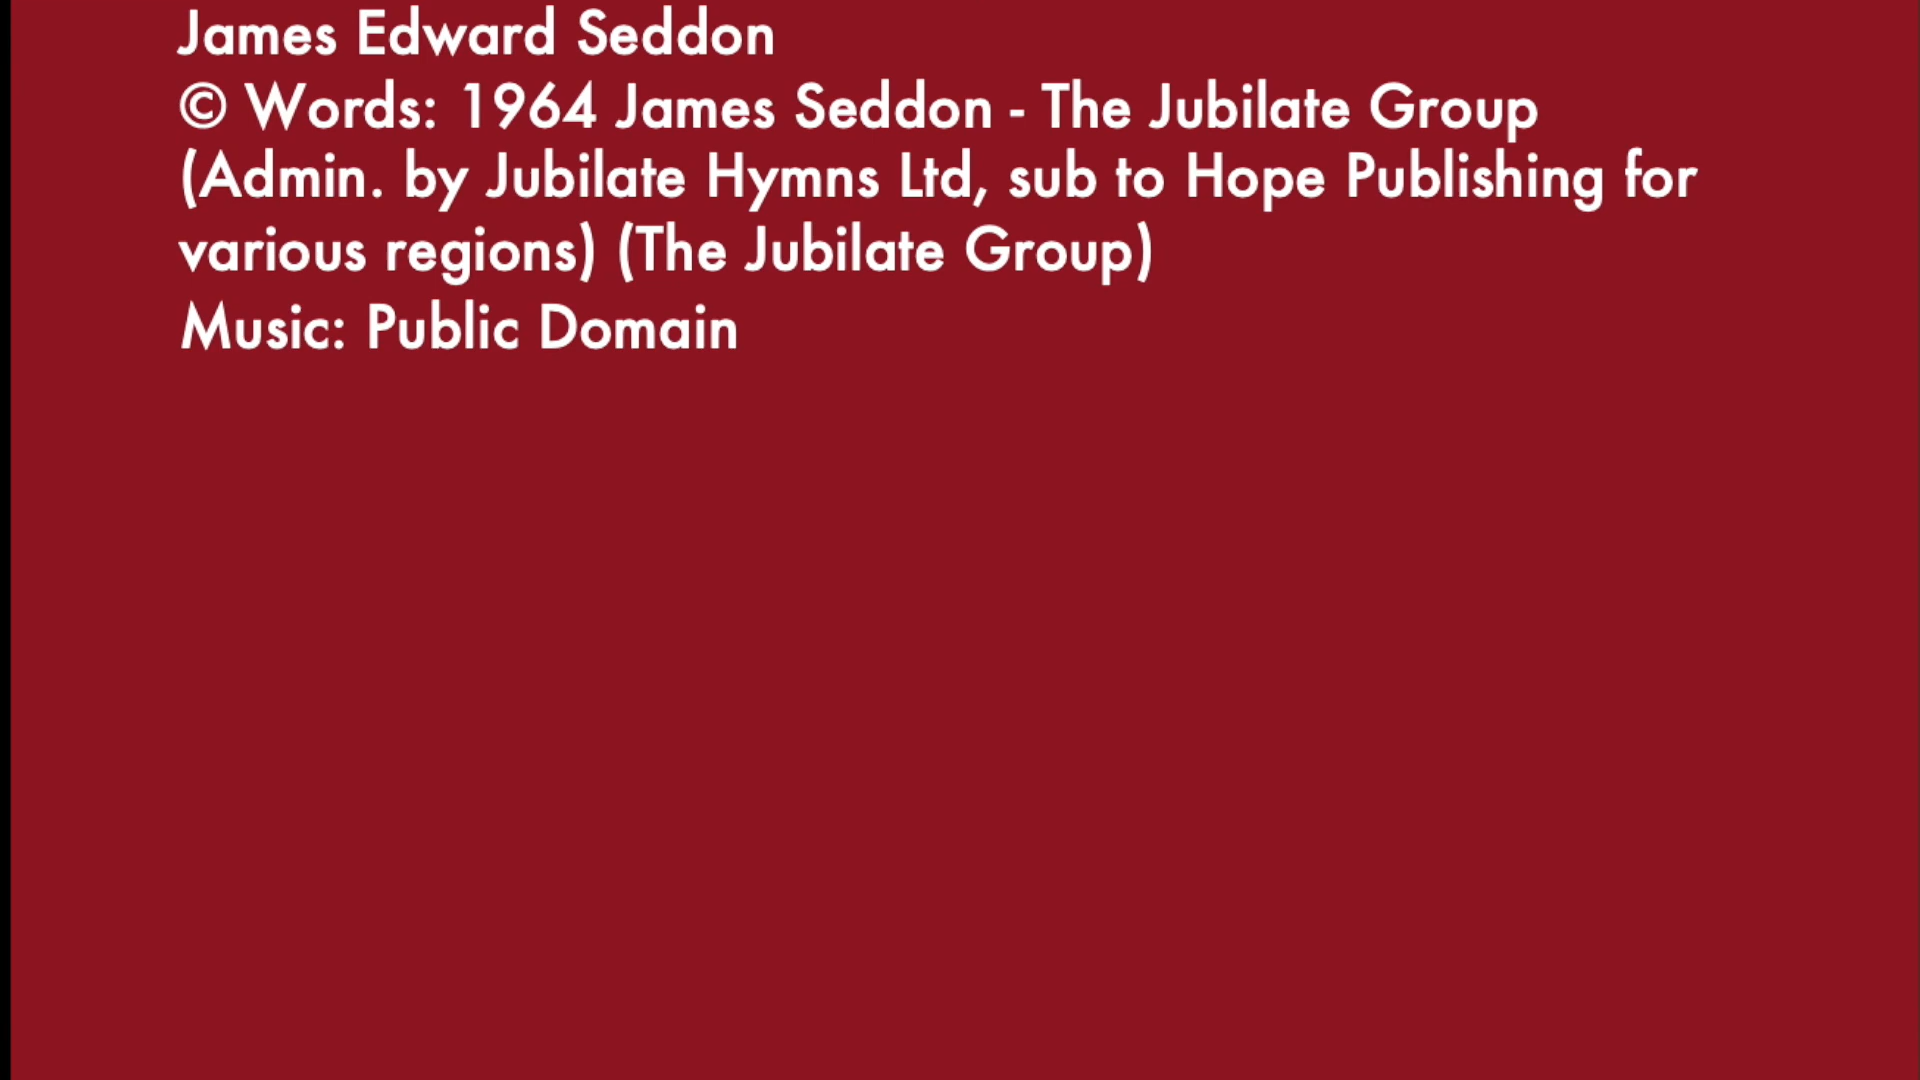 James Edward Seddon
© Words: 1964 James Seddon - The Jubilate Group
(Admin. by Jubilate Hymns Ltd, sub to Hope Publishing for
various regions) (The Jubilate Group)
Music: Public Domain